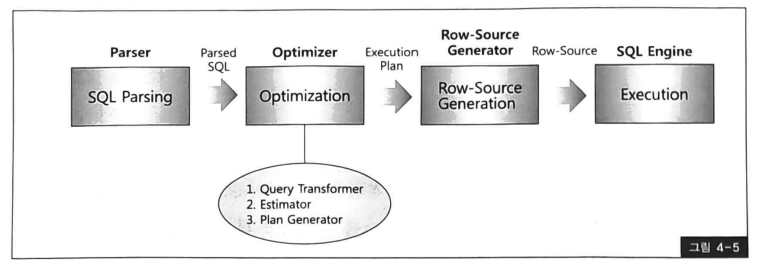 Parser
SQL Parsing
Parsed
SQL
Optimizer
Optimization
Execution
Plan
Row-Source
Generator
Row-Source
Generation
Row-Source
SQL Engine
Execution
1. Query Transformer
2. Estimator
3. Plan Generator
그림 4-5